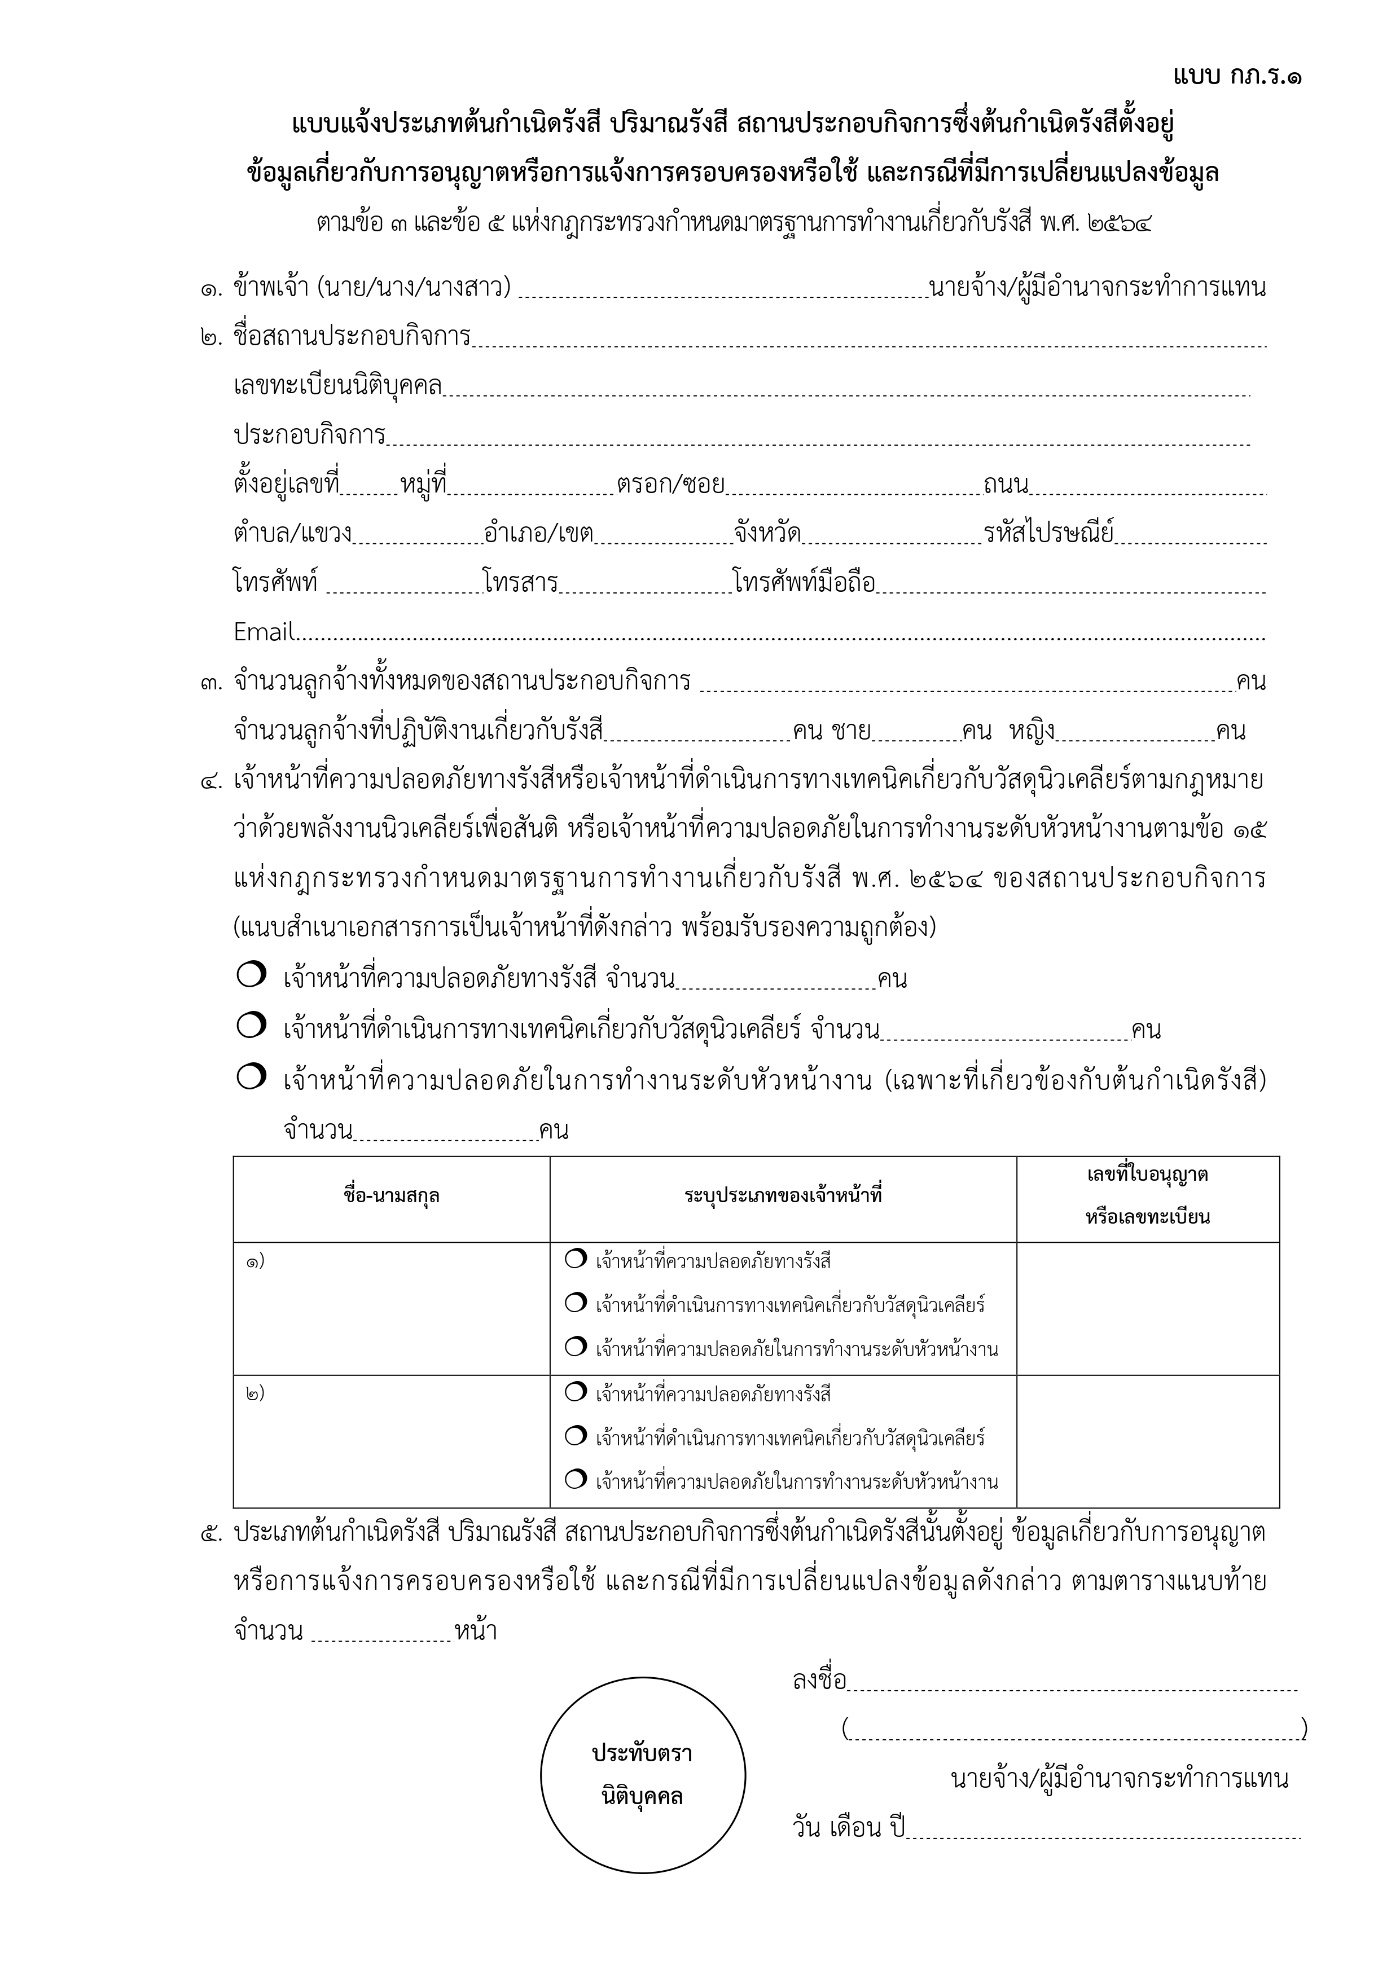 แบบ กภ.ร.๑
แบบแจ้งประเภทต้นกำเนิดรังสี ปริมาณรังสี สถานประกอบกิจการซึ่งต้นกำเนิดรังสีตั้งอยู่
ข้อมูลเกี่ยวกับการอนุญาตหรือการแจ้งการครอบครองหรือใช้ และกรณีที่มีการเปลี่ยนแปลงข้อมูล
ตามข้อ ๓ และข้อ ๕ แห่งกฎกระทรวงกำหนดมาตรฐานการทำงานเกี่ยวกับรังสี พ.ศ. ๒๕๖๔
๑. ข้าพเจ้า (นาย/นาง/นางสาว) ........................................ นายจ้าง/ผู้มีอำนาจกระทำการแทน
๒. ชื่อสถานประกอบกิจการ........................................
เลขทะเบียนนิติบุคคล........................................
ประกอบกิจการ........................................
ตั้งอยู่เลขที่..........หมู่ที่....................ตรอก/ซอย..............................ถนน..............................
ตำบล/แขวง....................อำเภอ/เขต....................จังหวัด....................รหัสไปรษณีย์....................
โทรศัพท์ ....................โทรสาร....................โทรศัพท์มือถือ........................................
Email........................................
๓. จำนวนลูกจ้างทั้งหมดของสถานประกอบกิจการ ........................................คน
จำนวนลูกจ้างที่ปฏิบัติงานเกี่ยวกับรังสี....................คน ชาย..........คน หญิง....................คน
๔. เจ้าหน้าที่ความปลอดภัยทางรังสีหรือเจ้าหน้าที่ดำเนินการทางเทคนิคเกี่ยวกับวัสดุนิวเคลียร์ตามกฎหมาย
ว่าด้วยพลังงานนิวเคลียร์เพื่อสันติ หรือเจ้าหน้าที่ความปลอดภัยในการทำงานระดับหัวหน้างานตามข้อ ๑๕
แห่งกฎกระทรวงกำหนดมาตรฐานการทำงานเกี่ยวกับรังสี พ.ศ. ๒๕๖๔ ของสถานประกอบกิจการ
(แนบสำเนาเอกสารการเป็นเจ้าหน้าที่ดังกล่าว พร้อมรับรองความถูกต้อง)
❍ เจ้าหน้าที่ความปลอดภัยทางรังสี จำนวน....................คน
❍ เจ้าหน้าที่ดำเนินการทางเทคนิคเกี่ยวกับวัสดุนิวเคลียร์ จำนวน....................คน
❍ เจ้าหน้าที่ความปลอดภัยในการทำงานระดับหัวหน้างาน (เฉพาะที่เกี่ยวข้องกับต้นกำเนิดรังสี)
จำนวน....................คน
ชื่อ-นามสกุล ระบุประเภทของเจ้าหน้าที่ เลขที่ใบอนุญาต
หรือเลขทะเบียน
๑) ❍ เจ้าหน้าที่ความปลอดภัยทางรังสี
❍ เจ้าหน้าที่ดำเนินการทางเทคนิคเกี่ยวกับวัสดุนิวเคลียร์
❍ เจ้าหน้าที่ความปลอดภัยในการทำงานระดับหัวหน้างาน
๒) ❍ เจ้าหน้าที่ความปลอดภัยทางรังสี
❍ เจ้าหน้าที่ดำเนินการทางเทคนิคเกี่ยวกับวัสดุนิวเคลียร์
❍ เจ้าหน้าที่ความปลอดภัยในการทำงานระดับหัวหน้างาน
๕. ประเภทต้นกำเนิดรังสี ปริมาณรังสี สถานประกอบกิจการซึ่งต้นกำเนิดรังสีนั้นตั้งอยู่ ข้อมูลเกี่ยวกับการอนุญาต
หรือการแจ้งการครอบครองหรือใช้ และกรณีที่มีการเปลี่ยนแปลงข้อมูลดังกล่าว ตามตารางแนบท้าย
จำนวน ....................หน้า
ลงชื่อ........................................
(........................................)
ประทับตรา
นิติบุคคล
นายจ้าง/ผู้มีอำนาจกระทำการแทน
วัน เดือน ปี........................................